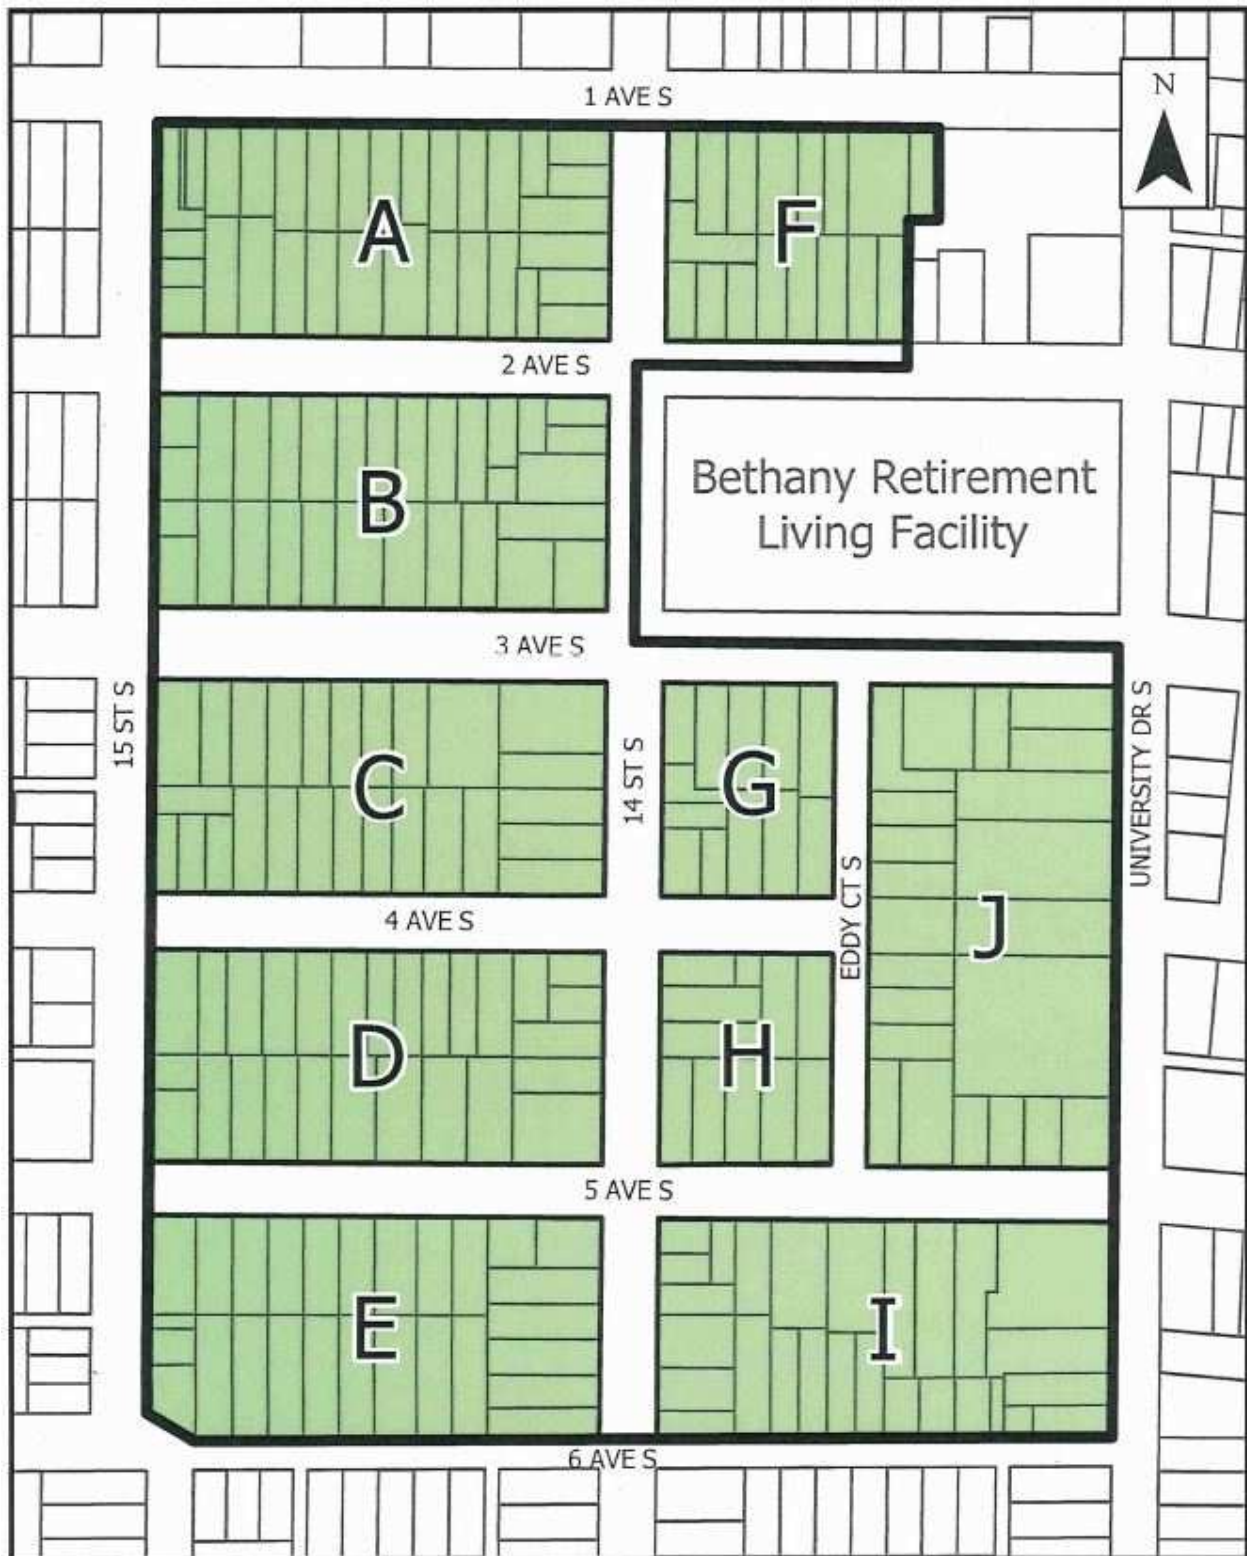 1 AVE S
N
A
F
2 AVE S
B
Bethany Retirement
Living Facility
3 AVE S
15 ST S
C
14 ST S
G
UNIVERSITY DR S
EDDY CT S
J
4 AVE S
D
H
5 AVE S
E
I
6 AVE S